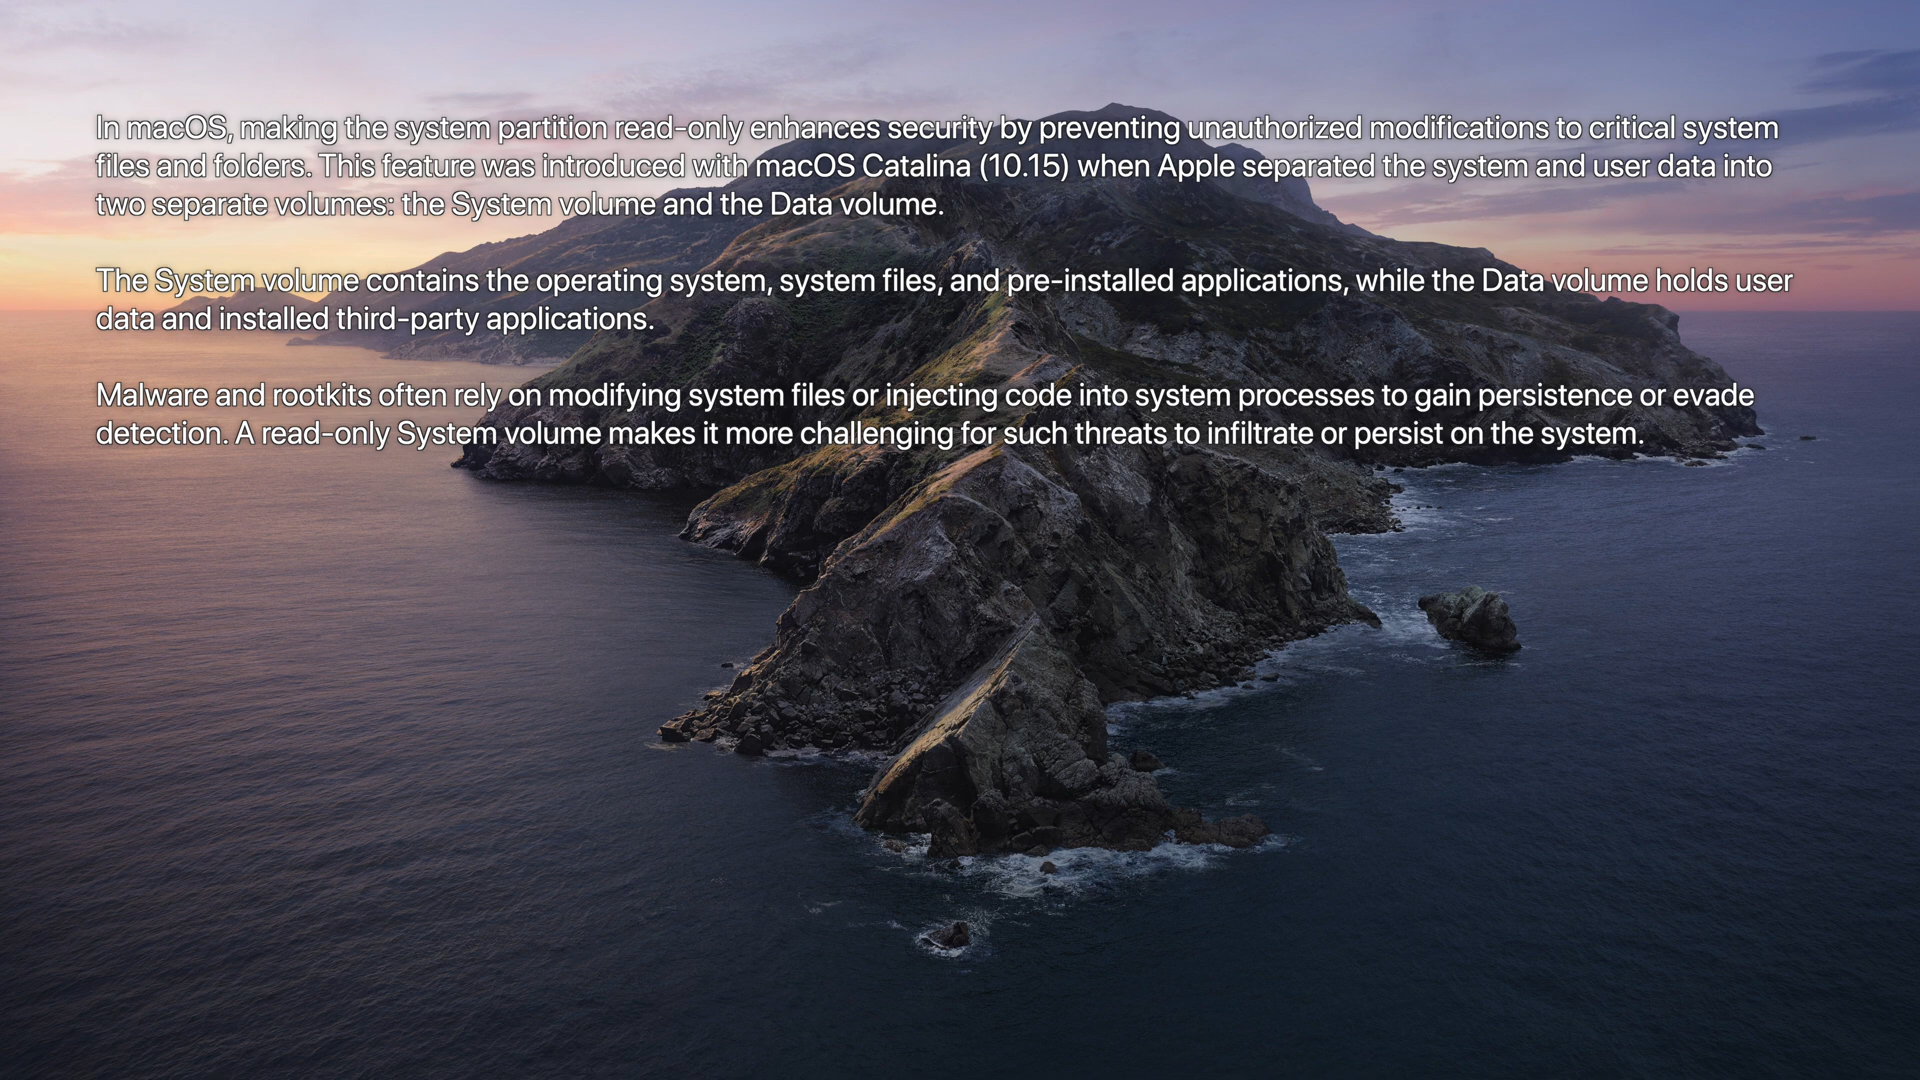 In macOS, making the system partition read-only enhances security by preventing unauthorized modifications to critical system
files and folders. This feature was introduced with macOS Catalina (10.15) when Apple separated the system and user data into
two separate volumes: the System volume and the Data volume.
The System volume contains the operating system, system files, and pre-installed applications, while the Data volume holds user
data and installed third-party applications.
Malware and rootkits often rely on modifying system files or injecting code into system processes to gain persistence or evade
detection. A read-only System volume makes it more challenging for such threats to infiltrate or persist on the system.